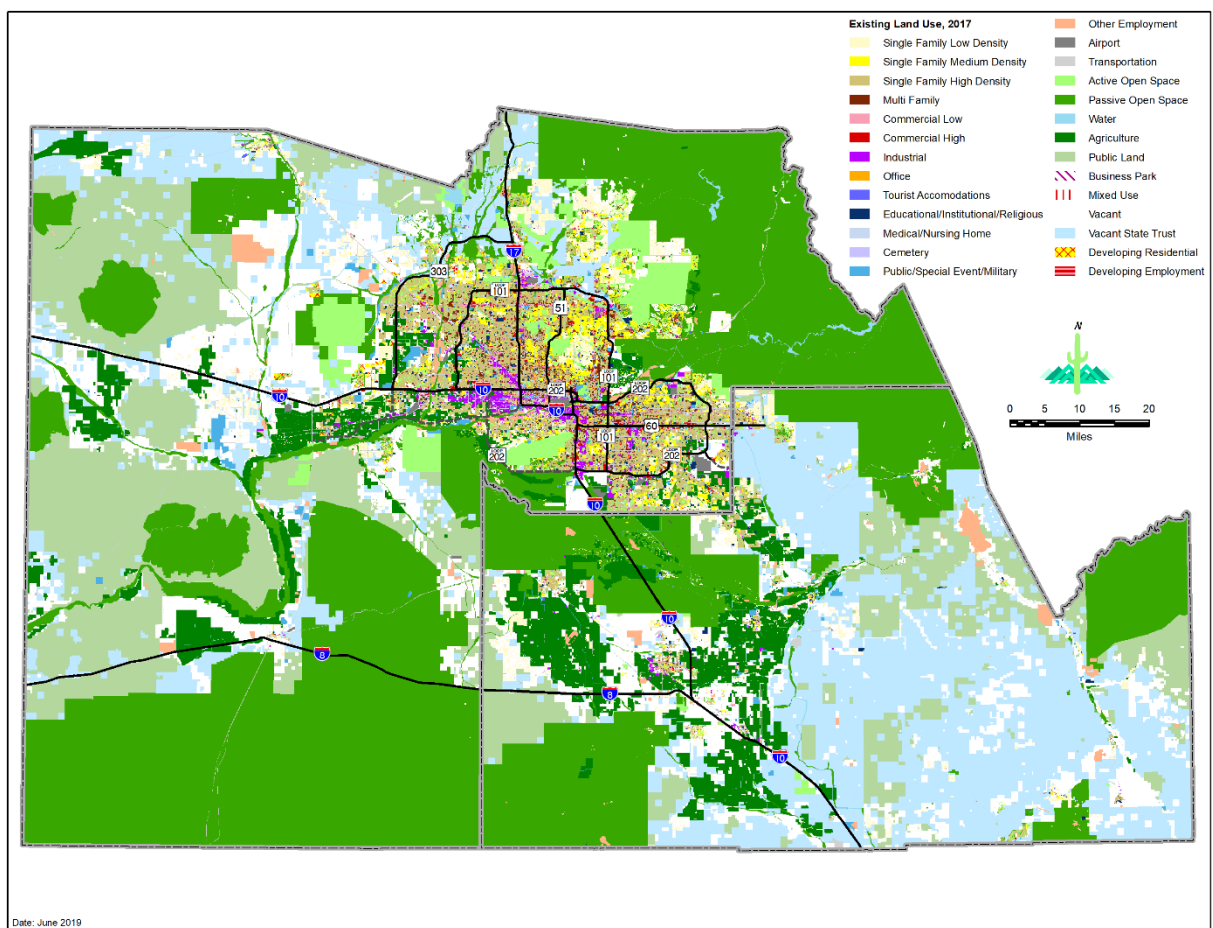 Existing Land Use, 2017
Single Family Low Density
Single Family Medium Density
Single Family High Density
Multi Family
Commercial Low
Commercial High
Industrial
Office
Tourist Accomodations
Educational/Institutional/Religious
Medical/Nursing Home
Cemetery
Public/Special Event/Military
Other Employment
Airport
Transportation
Active Open Space
Passive Open Space
Water
Agriculture
Public Land
Business Park
Mixed Use
Vacant
Vacant State Trust
Developing Residential
Developing Employment
17
303
101
51
N
10
10
202
101
202
10
0 5 10 20
Miles
60
101
202
202
10
10
8
8
10
Date: June 2019